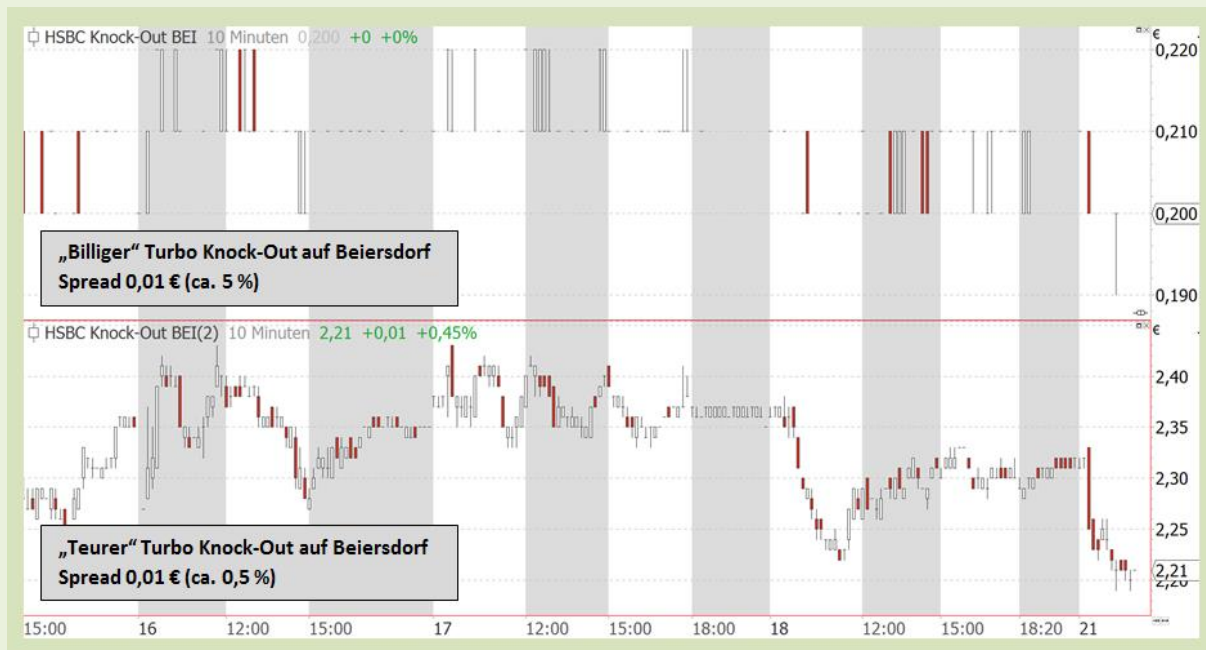 HSBC Knock-Out BEI 10 Minuten 0,200 +0 +0%
€
0,220
0,210
0,200
0,190
„Billiger“ Turbo Knock-Out auf Beiersdorf
Spread 0,01 € (ca. 5 %)
HSBC Knock-Out BEI(2) 10 Minuten 2,21 +0,01 +0,45%
€
2,40
2,35
2,30
2,25
2,21
2,20
„Teurer“ Turbo Knock-Out auf Beiersdorf
Spread 0,01 € (ca. 0,5 %)
15:00 16 12:00 15:00 17 12:00 15:00 18:00 18 12:00 15:00 18:20 21